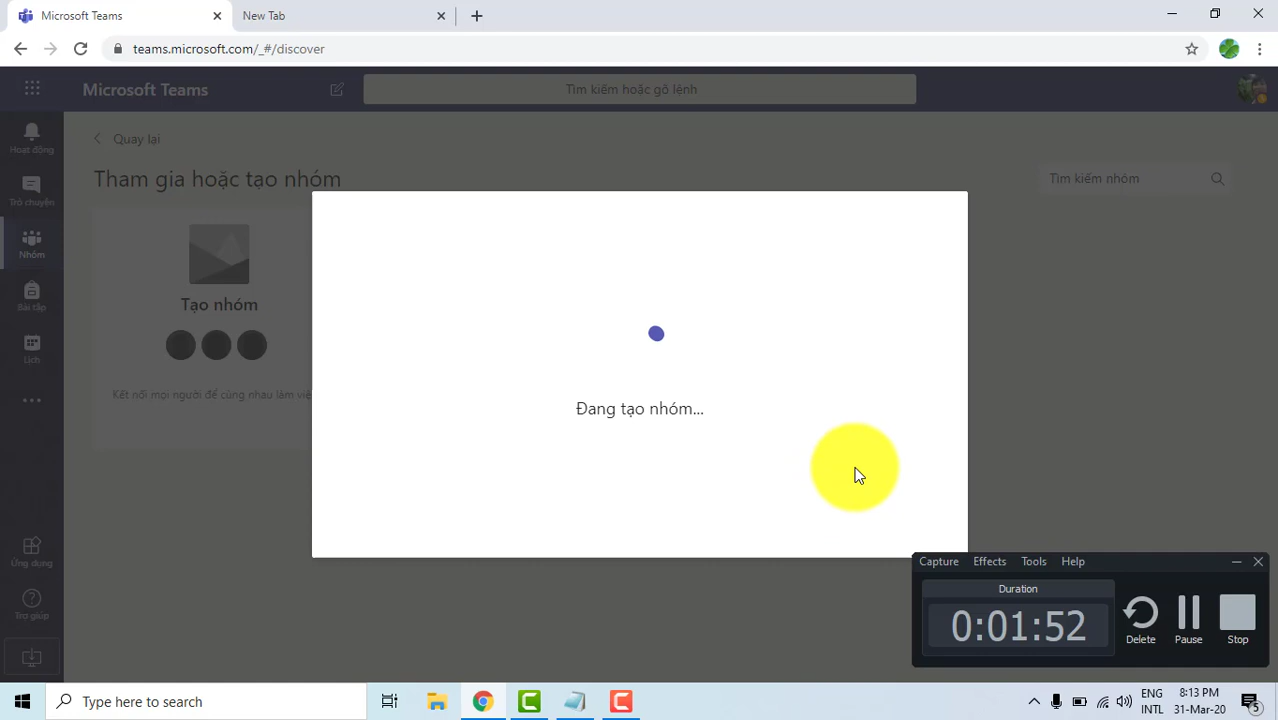 Microsoft Teams
New Tab
teams.microsoft.com/_#/discover
Microsoft Teams
Tìm kiếm hoặc gõ lệnh
Hoạt động
Quay lại
Tham gia hoặc tạo nhóm
Tìm kiếm nhóm
Trò chuyện
Nhóm
Bài tập
Tạo nhóm
Lịch
Kết nối mọi người để cùng nhau làm việ
Đang tạo nhóm...
Ứng dụng
Trợ giúp
Capture Effects Tools Help
Duration
0:01:52
Delete Pause Stop
Type here to search
ENG
INTL
8:13 PM
31-Mar-20
5